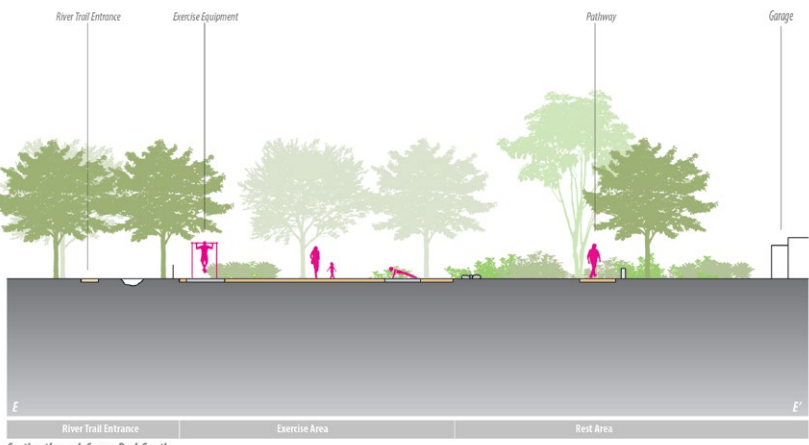 River Trail Entrance
Exercise Equipment
Pathway
Garage
E
E'
River Trail Entrance
Exercise Area
Rest Area